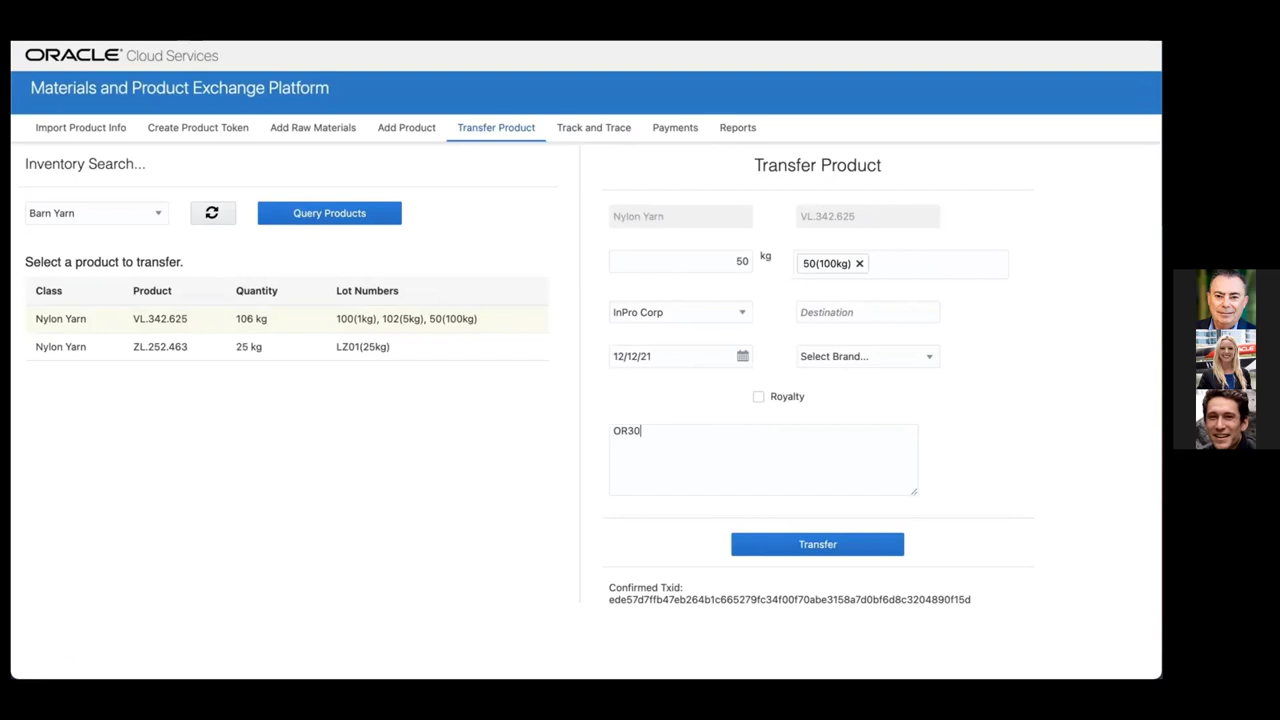 ORACLE Cloud Services
Materials and Product Exchange Platform
Import Product Info Create Product Token Add Raw Materials Add Product Transfer Product Track and Trace Payments Reports
Inventory Search...
Barn Yarn Query Products
Select a product to transfer.
Class Product Quantity Lot Numbers
Nylon Yarn VL.342.625 106 kg 100(1kg), 102(5kg), 50(100kg)
Nylon Yarn ZL.252.463 25 kg LZ01(25kg)
Transfer Product
Nylon Yarn VL.342.625
50 kg 50(100kg) ×
InPro Corp Destination
12/12/21 Select Brand...
Royalty
OR30
Transfer
Confirmed Txid:
ede57d7ffb47eb264b1c665279fc34f00f70abe3158a7d0bf6d8c3204890f15d